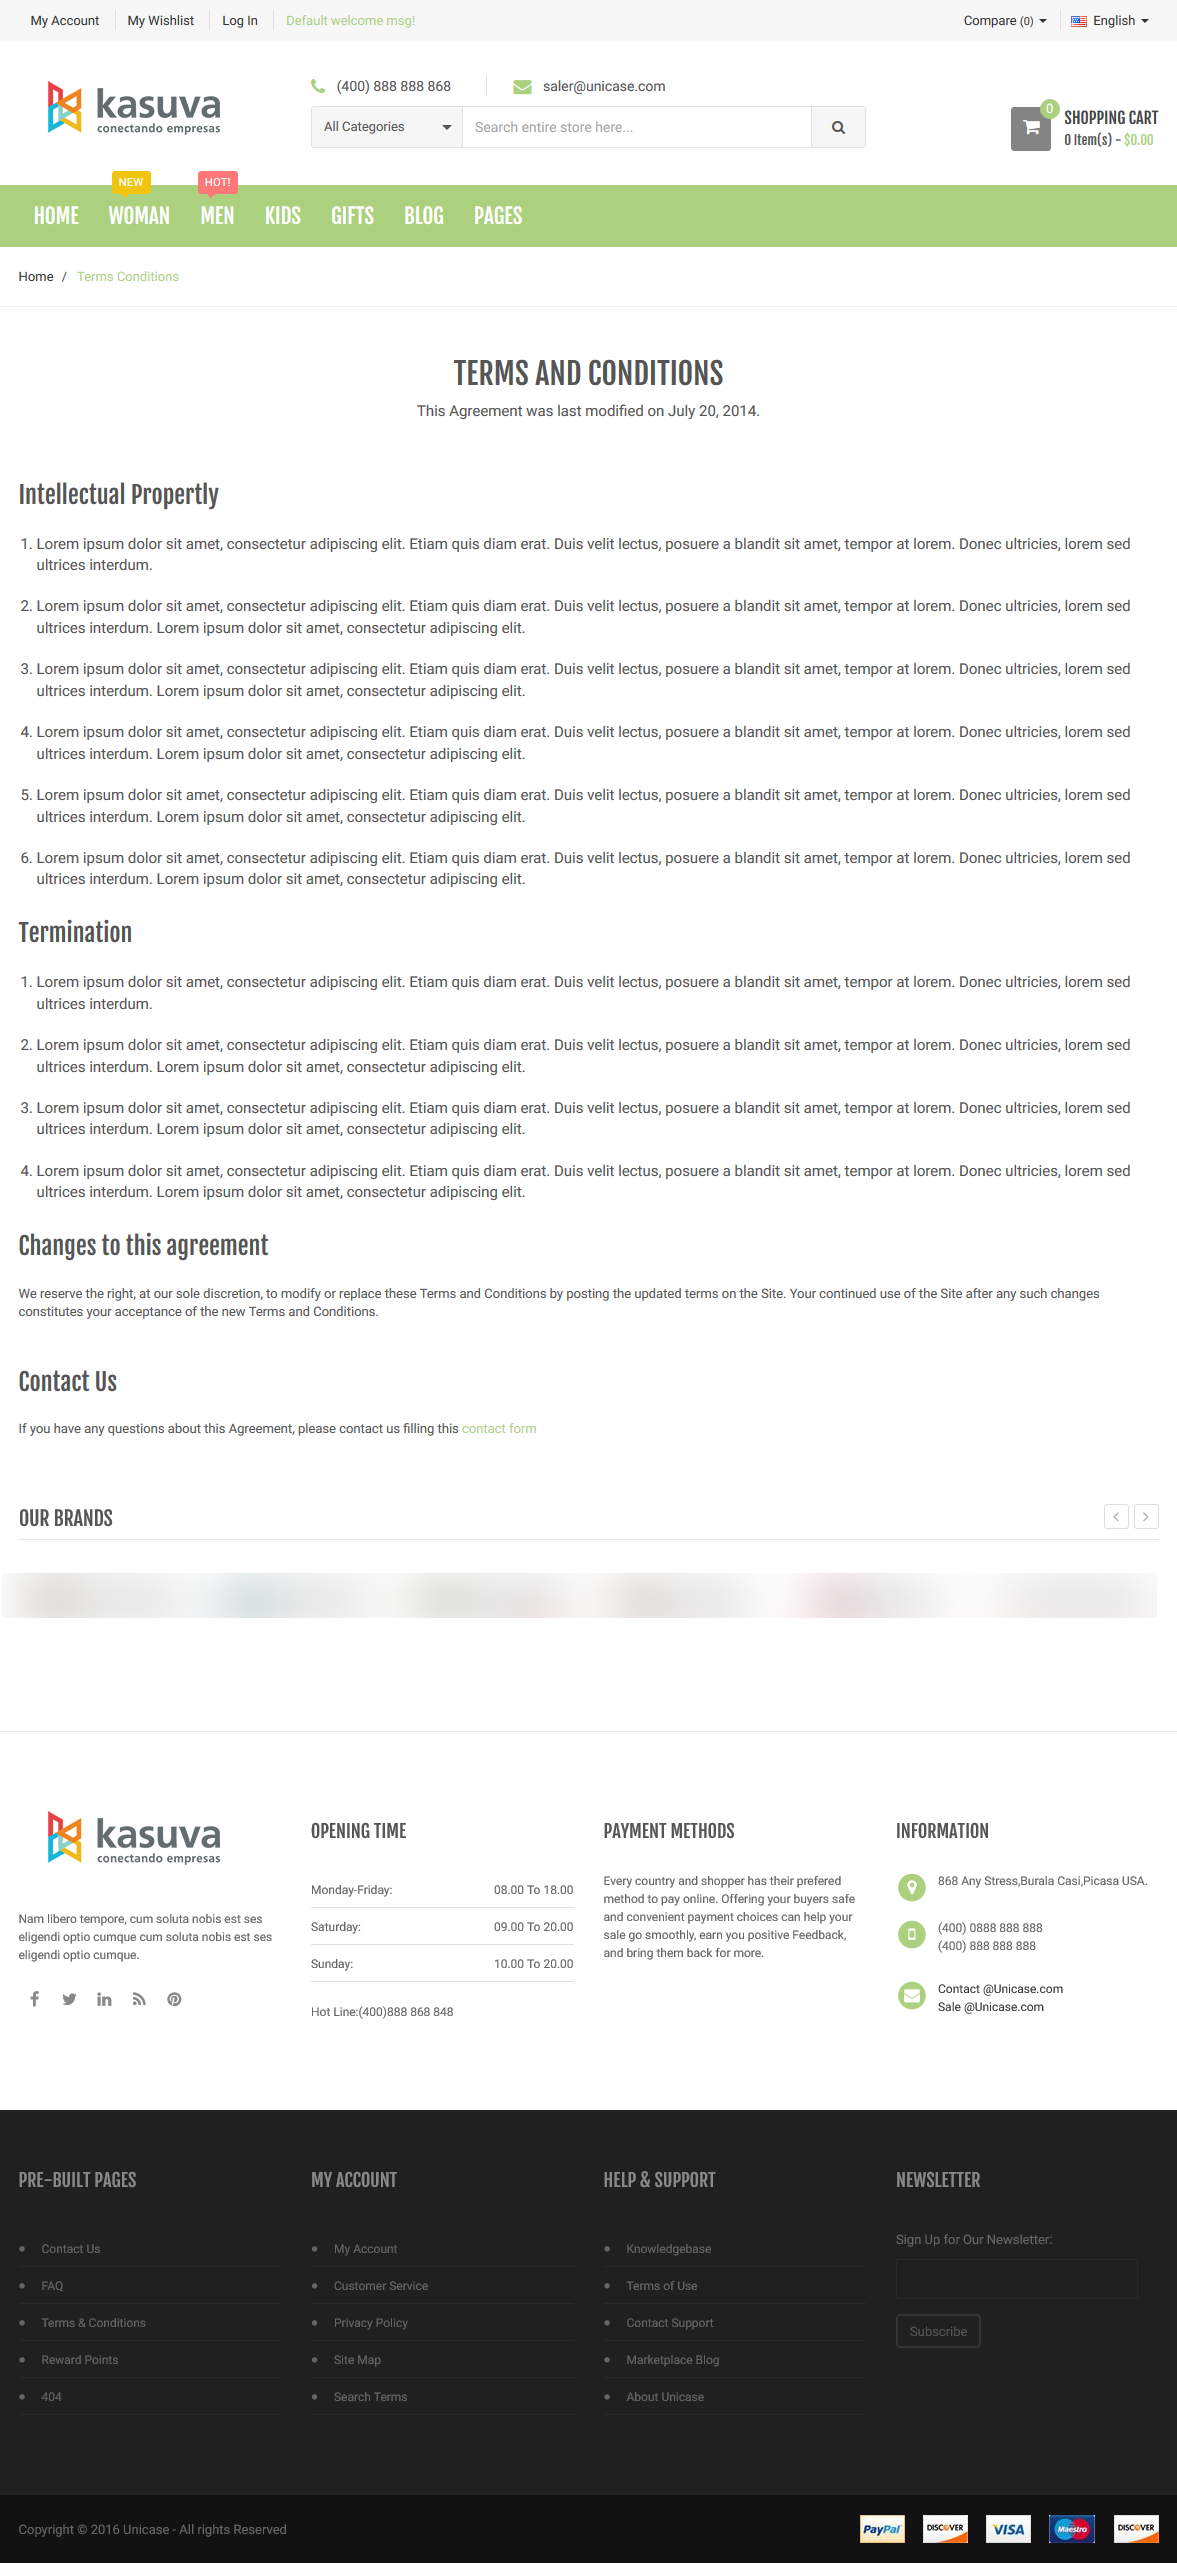 My Account My Wishlist Log In Default welcome msg! Compare (0) English
kasuva
conectando empresas
(400) 888 888 868 saler@unicase.com
All Categories Search entire store here...
0
SHOPPING CART
0 Item(s) - $0.00
NEW HOT!
HOME WOMAN MEN KIDS GIFTS BLOG PAGES
Home / Terms Conditions
TERMS AND CONDITIONS
This Agreement was last modified on July 20, 2014.
Intellectual Propertly
1. Lorem ipsum dolor sit amet, consectetur adipiscing elit. Etiam quis diam erat. Duis velit lectus, posuere a blandit sit amet, tempor at lorem. Donec ultricies, lorem sed
ultrices interdum.
2. Lorem ipsum dolor sit amet, consectetur adipiscing elit. Etiam quis diam erat. Duis velit lectus, posuere a blandit sit amet, tempor at lorem. Donec ultricies, lorem sed
ultrices interdum. Lorem ipsum dolor sit amet, consectetur adipiscing elit.
3. Lorem ipsum dolor sit amet, consectetur adipiscing elit. Etiam quis diam erat. Duis velit lectus, posuere a blandit sit amet, tempor at lorem. Donec ultricies, lorem sed
ultrices interdum. Lorem ipsum dolor sit amet, consectetur adipiscing elit.
4. Lorem ipsum dolor sit amet, consectetur adipiscing elit. Etiam quis diam erat. Duis velit lectus, posuere a blandit sit amet, tempor at lorem. Donec ultricies, lorem sed
ultrices interdum. Lorem ipsum dolor sit amet, consectetur adipiscing elit.
5. Lorem ipsum dolor sit amet, consectetur adipiscing elit. Etiam quis diam erat. Duis velit lectus, posuere a blandit sit amet, tempor at lorem. Donec ultricies, lorem sed
ultrices interdum. Lorem ipsum dolor sit amet, consectetur adipiscing elit.
6. Lorem ipsum dolor sit amet, consectetur adipiscing elit. Etiam quis diam erat. Duis velit lectus, posuere a blandit sit amet, tempor at lorem. Donec ultricies, lorem sed
ultrices interdum. Lorem ipsum dolor sit amet, consectetur adipiscing elit.
Termination
1. Lorem ipsum dolor sit amet, consectetur adipiscing elit. Etiam quis diam erat. Duis velit lectus, posuere a blandit sit amet, tempor at lorem. Donec ultricies, lorem sed
ultrices interdum.
2. Lorem ipsum dolor sit amet, consectetur adipiscing elit. Etiam quis diam erat. Duis velit lectus, posuere a blandit sit amet, tempor at lorem. Donec ultricies, lorem sed
ultrices interdum. Lorem ipsum dolor sit amet, consectetur adipiscing elit.
3. Lorem ipsum dolor sit amet, consectetur adipiscing elit. Etiam quis diam erat. Duis velit lectus, posuere a blandit sit amet, tempor at lorem. Donec ultricies, lorem sed
ultrices interdum. Lorem ipsum dolor sit amet, consectetur adipiscing elit.
4. Lorem ipsum dolor sit amet, consectetur adipiscing elit. Etiam quis diam erat. Duis velit lectus, posuere a blandit sit amet, tempor at lorem. Donec ultricies, lorem sed
ultrices interdum. Lorem ipsum dolor sit amet, consectetur adipiscing elit.
Changes to this agreement
We reserve the right, at our sole discretion, to modify or replace these Terms and Conditions by posting the updated terms on the Site. Your continued use of the Site after any such changes
constitutes your acceptance of the new Terms and Conditions.
Contact Us
If you have any questions about this Agreement, please contact us filling this contact form
OUR BRANDS
kasuva
conectando empresas
Nam libero tempore, cum soluta nobis est ses
eligendi optio cumque cum soluta nobis est ses
eligendi optio cumque.
OPENING TIME
Monday-Friday: 08.00 To 18.00
Saturday: 09.00 To 20.00
Sunday: 10.00 To 20.00
Hot Line:(400)888 868 848
PAYMENT METHODS
Every country and shopper has their prefered
method to pay online. Offering your buyers safe
and convenient payment choices can help your
sale go smoothly, earn you positive Feedback,
and bring them back for more.
INFORMATION
868 Any Stress,Burala Casi,Picasa USA.
(400) 0888 888 888
(400) 888 888 888
Contact @Unicase.com
Sale @Unicase.com
PRE-BUILT PAGES
Contact Us
FAQ
Terms & Conditions
Reward Points
404
MY ACCOUNT
My Account
Customer Service
Privacy Policy
Site Map
Search Terms
HELP & SUPPORT
Knowledgebase
Terms of Use
Contact Support
Marketplace Blog
About Unicase
NEWSLETTER
Sign Up for Our Newsletter:
Subscribe
Copyright © 2016 Unicase - All rights Reserved
PayPal DISCOVER VISA Maestro DISCOVER